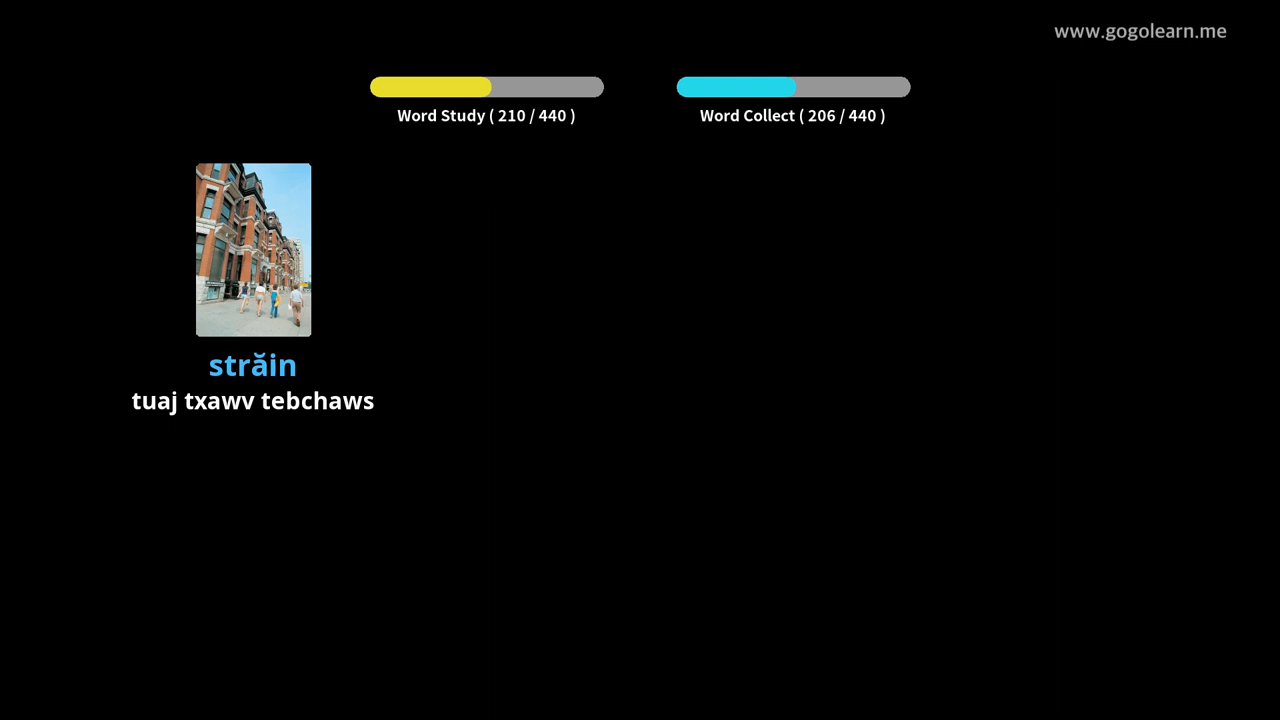 www.gogolearn.me
Word Study ( 210 / 440 )
Word Collect ( 206 / 440 )
străin
tuaj txawv tebchaws